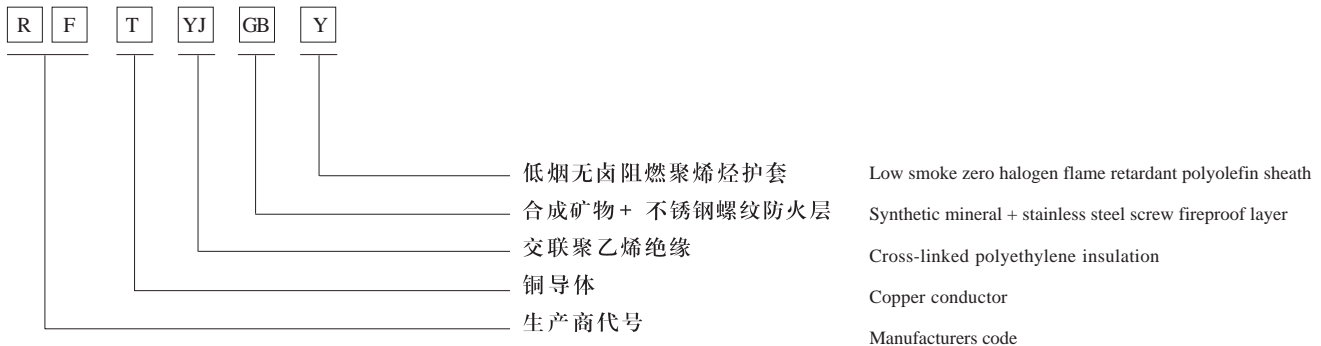 R F T YJ GB Y
低烟无卤阻燃聚烯烃护套 Low smoke zero halogen flame retardant polyolefin sheath
合成矿物+ 不锈钢螺纹防火层 Synthetic mineral + stainless steel screw fireproof layer
交联聚乙烯绝缘 Cross-linked polyethylene insulation
铜导体 Copper conductor
生产商代号 Manufacturers code